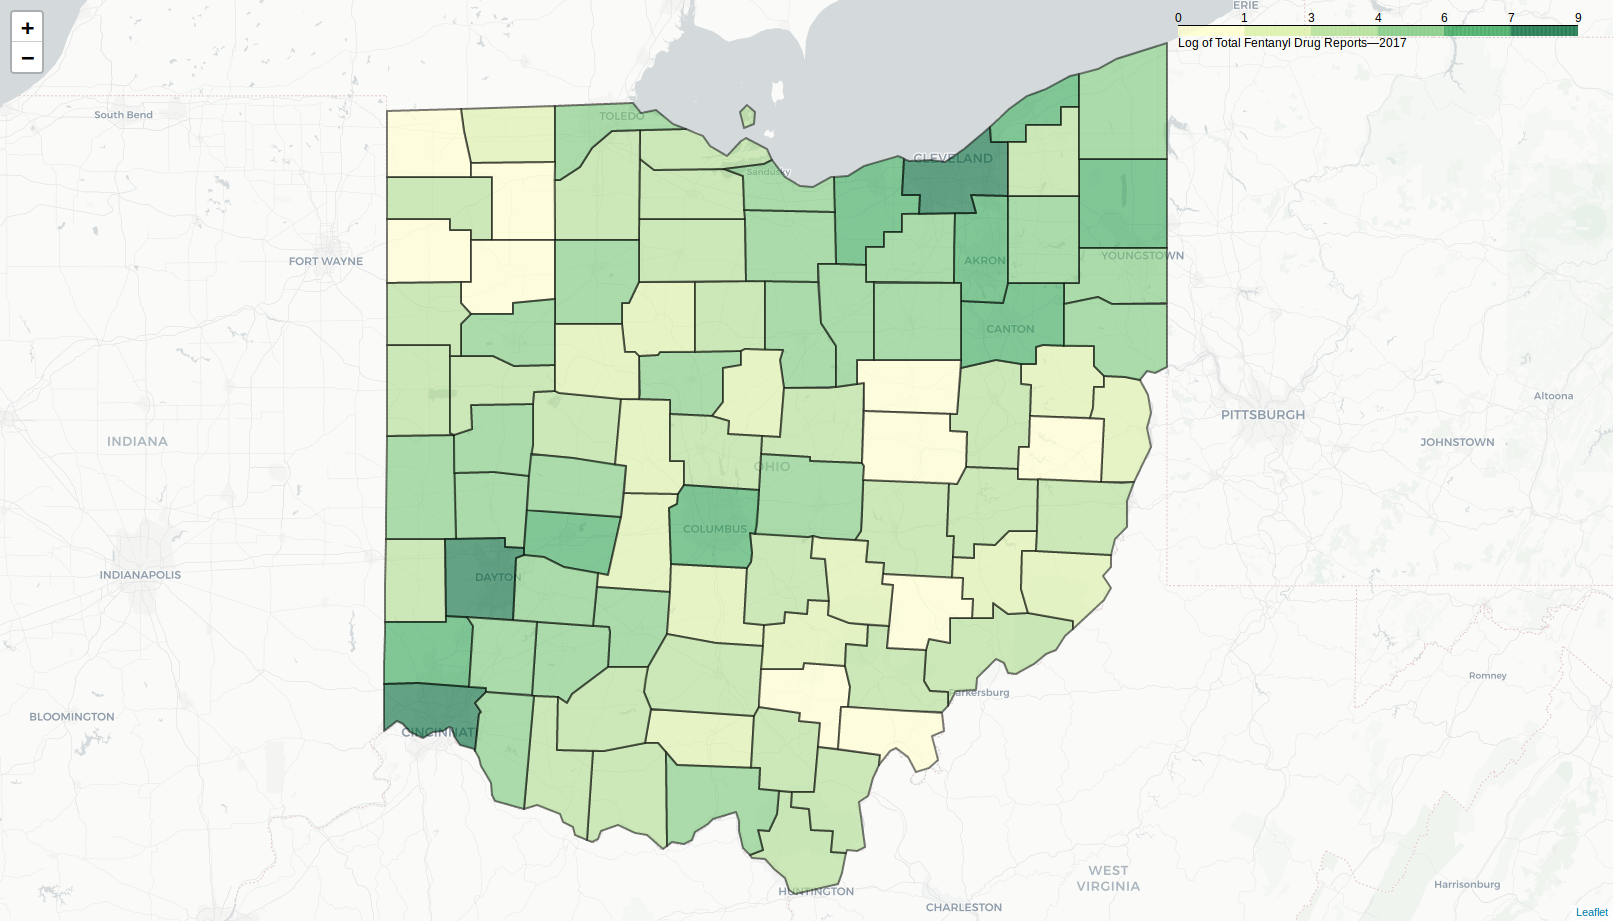 +
−
ERIE
0 1 3 4 6 7 9
Log of Total Fentanyl Drug Reports—2017
South Bend
TOLEDO
CLEVELAND
Sandusky
FORT WAYNE
AKRON
YOUNGSTOWN
CANTON
Altoona
PITTSBURGH
INDIANA
JOHNSTOWN
OHIO
COLUMBUS
INDIANAPOLIS
DAYTON
Romney
arkersburg
BLOOMINGTON
CINCINNAT
WEST
VIRGINIA
Harrisonburg
HUNTINGTON
CHARLESTON
Leaflet